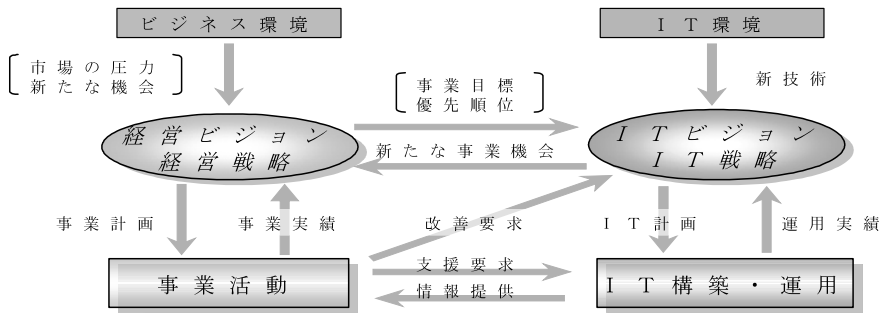 ビジネス環境
IT環境
市場の圧力
新たな機会
事業目標
優先順位
新技術
経営ビジョン
経営戦略
ITビジョン
IT戦略
新たな事業機会
事業計画
事業実績
改善要求
IT計画
運用実績
支援要求
事業活動
情報提供
IT構築・運用